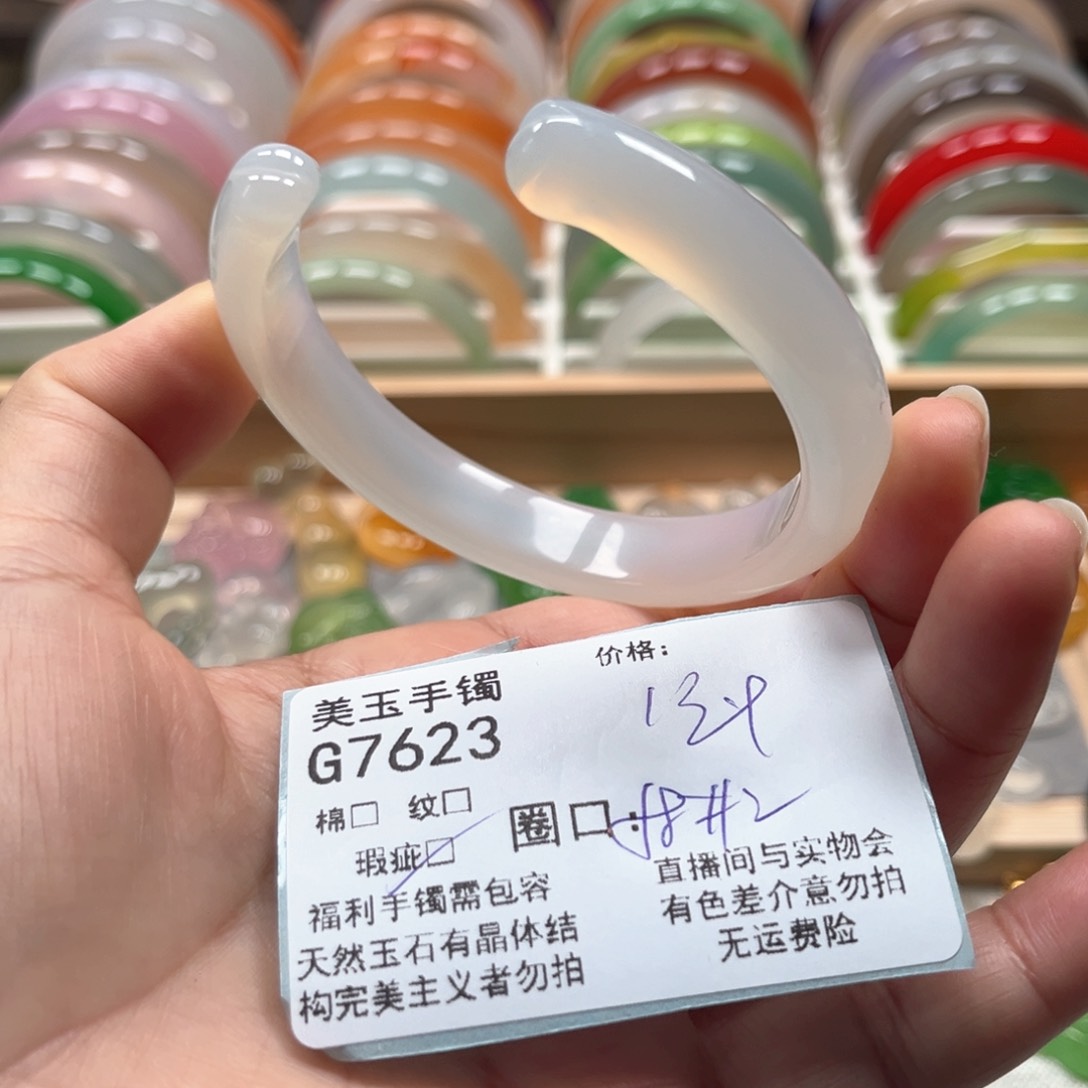 美玉手镯
G7623
价格：
棉□ 纹□
圈口：
瑕疵□
福利手镯需包容
天然玉石有晶体结
构完美主义者勿拍
直播间与实物会
有色差介意勿拍
无运费险